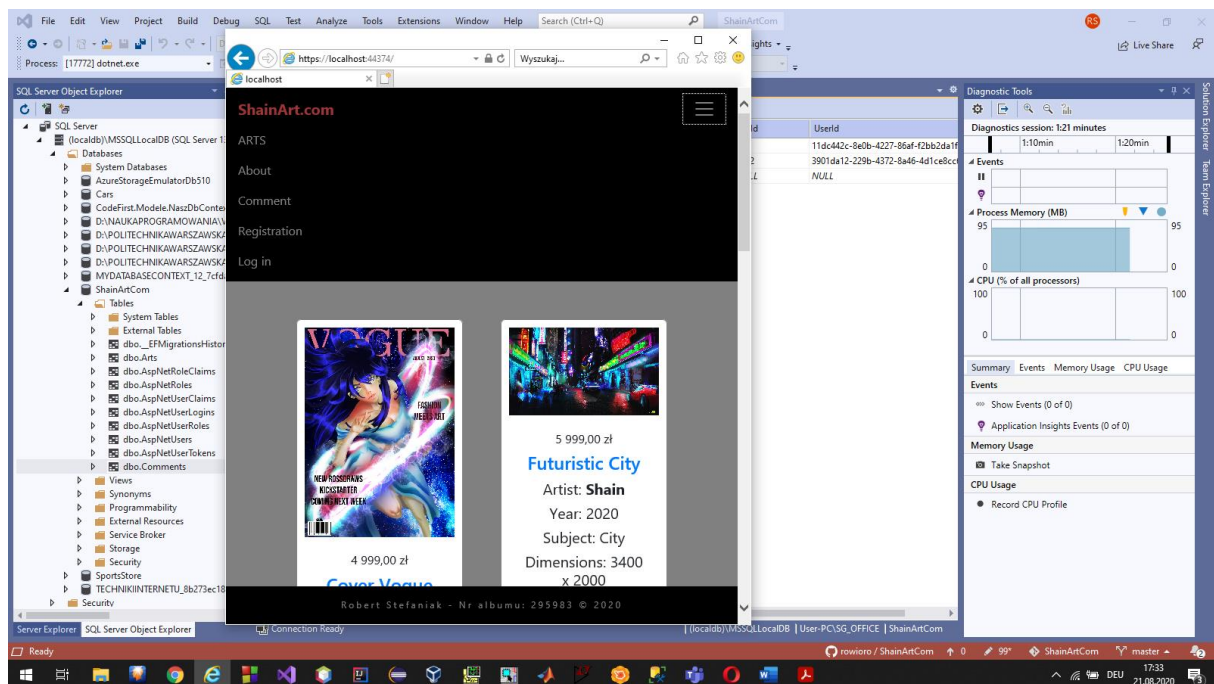 File Edit View Project Build Debug SQL Test Analyze Tools Extensions Window Help Search (Ctrl+Q) ShainArtCom RS
Live Share
Process: [17772] dotnet.exe
https://localhost:44374/ Wyszukaj...
localhost
SQL Server Object Explorer
SQL Server
(localdb)\MSSQLLocalDB (SQL Server 1
Databases
System Databases
AzureStorageEmulatorDb510
Cars
CodeFirst.Modele.NaszDbConte
D:\NAUKAPROGRAMOWANIA\
D:\POLITECHNIKAWARSZAWSKA
D:\POLITECHNIKAWARSZAWSKA
D:\POLITECHNIKAWARSZAWSKA
MYDATABASECONTEXT_12_7cfd
ShainArtCom
Tables
System Tables
External Tables
dbo.__EFMigrationsHistor
dbo.Arts
dbo.AspNetRoleClaims
dbo.AspNetRoles
dbo.AspNetUserClaims
dbo.AspNetUserLogins
dbo.AspNetUserRoles
dbo.AspNetUsers
dbo.AspNetUserTokens
dbo.Comments
Views
Synonyms
Programmability
External Resources
Service Broker
Storage
Security
SportsStore
TECHNIKIINTERNETU_8b273ec18
Security
Server Explorer SQL Server Object Explorer
ShainArt.com
ARTS
About
Comment
Registration
Log in
VOGUE
FASHION
MEETS ART
NEW ROSSDRAWS
KICKSTARTER
COMING NEXT WEEK
4 999,00 zł
Cover Vogue
5 999,00 zł
Futuristic City
Artist: Shain
Year: 2020
Subject: City
Dimensions: 3400
x 2000
Robert Stefaniak - Nr albumu: 295983 © 2020
ights
Id UserId
11dc442c-8e0b-4227-86af-f2bb2da1f
2 3901da12-229b-4372-8a46-4d1ce8cc
NULL
Connection Ready (localdb)\MSSQLLocalDB User-PC\SG_OFFICE ShainArtCom
Diagnostic Tools
Diagnostics session: 1:21 minutes
1:10min 1:20min
Events
Process Memory (MB)
95 95
0 0
CPU (% of all processors)
100 100
0 0
Summary Events Memory Usage CPU Usage
Events
Show Events (0 of 0)
Application Insights Events (0 of 0)
Memory Usage
Take Snapshot
CPU Usage
Record CPU Profile
Solution Explorer
Team Explorer
Ready rowioro / ShainArtCom 0 99+ ShainArtCom master 2
DEU 17:33
21.08.2020 3